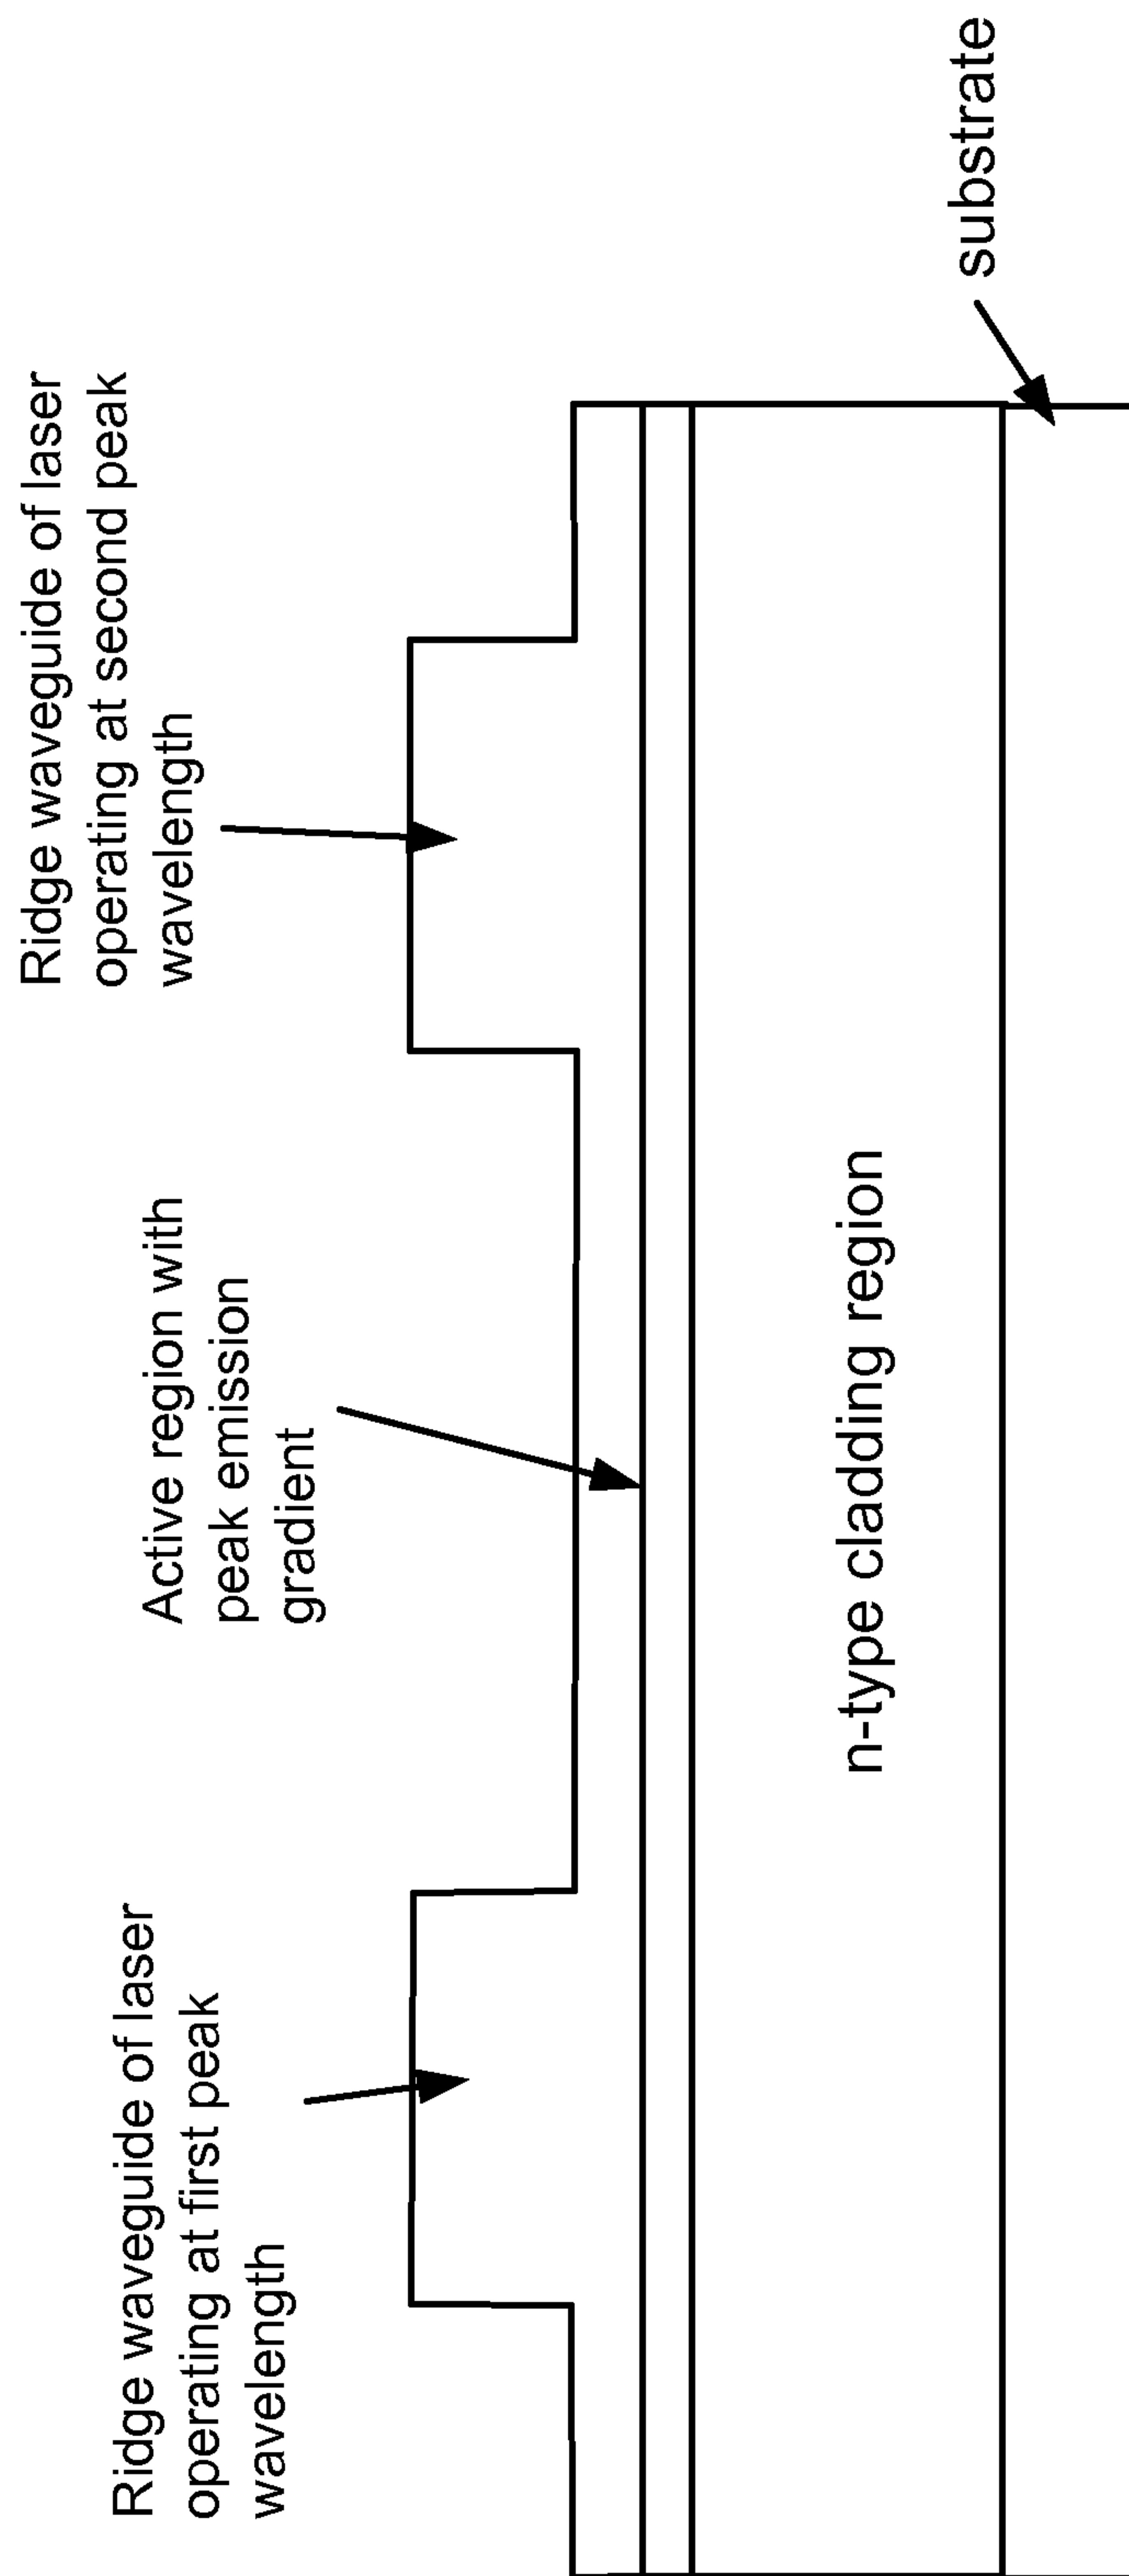 Ridge waveguide of laser
operating at first peak
wavelength
Active region with
peak emission
gradient
Ridge waveguide of laser
operating at second peak
wavelength
n-type cladding region
substrate